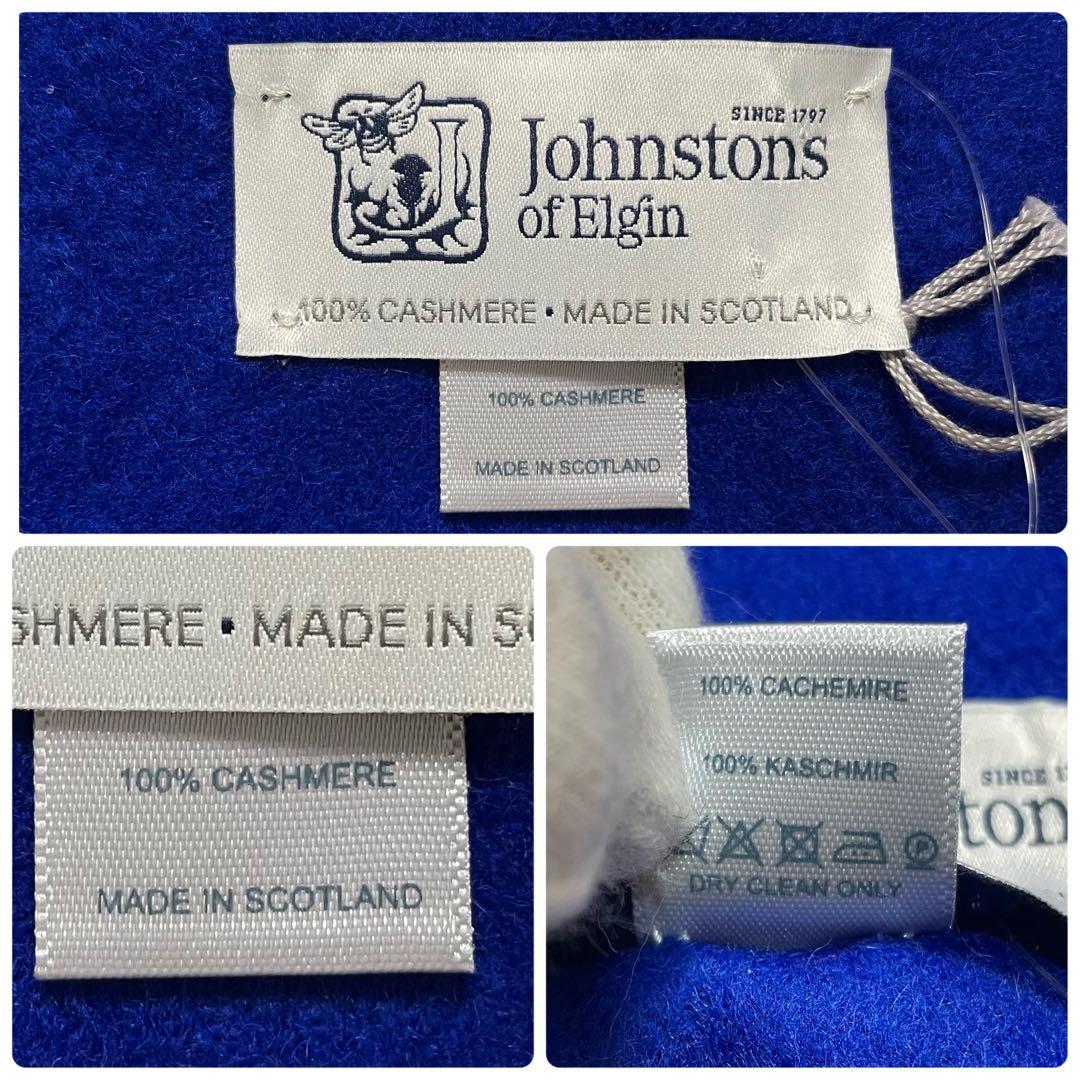 SINCE 1797
Johnstons
of Elgin
100% CASHMERE • MADE IN SCOTLAND
100% CASHMERE
MADE IN SCOTLAND
SHMERE • MADE IN S
100% CASHMERE
MADE IN SCOTLAND
100% CACHEMIRE
100% KASCHMIR
P
DRY CLEAN ONLY
SINCE 1
ton